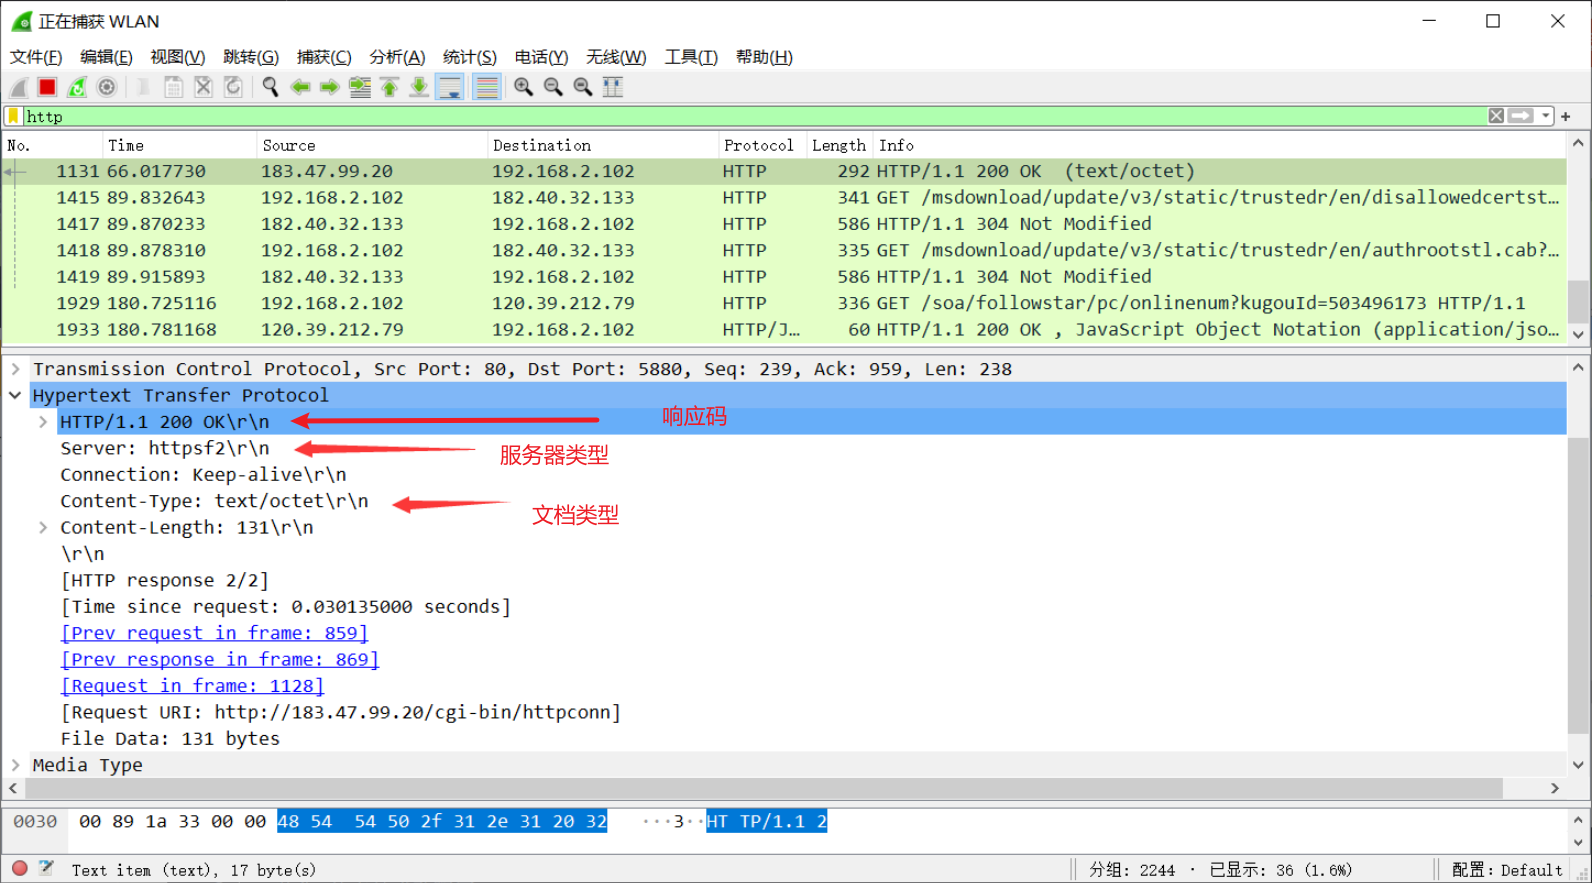 正在捕获 WLAN
文件(F) 编辑(E) 视图(V) 跳转(G) 捕获(C) 分析(A) 统计(S) 电话(Y) 无线(W) 工具(T) 帮助(H)
http
No. Time Source Destination Protocol Length Info
1131 66.017730 183.47.99.20 192.168.2.102 HTTP 292 HTTP/1.1 200 OK (text/octet)
1415 89.832643 192.168.2.102 182.40.32.133 HTTP 341 GET /msdownload/update/v3/static/trustedr/en/disallowedcertst…
1417 89.870233 182.40.32.133 192.168.2.102 HTTP 586 HTTP/1.1 304 Not Modified
1418 89.878310 192.168.2.102 182.40.32.133 HTTP 335 GET /msdownload/update/v3/static/trustedr/en/authrootstl.cab?…
1419 89.915893 182.40.32.133 192.168.2.102 HTTP 586 HTTP/1.1 304 Not Modified
1929 180.725116 192.168.2.102 120.39.212.79 HTTP 336 GET /soa/followstar/pc/onlinenum?kugouId=503496173 HTTP/1.1
1933 180.781168 120.39.212.79 192.168.2.102 HTTP/J… 60 HTTP/1.1 200 OK , JavaScript Object Notation (application/jso…
Transmission Control Protocol, Src Port: 80, Dst Port: 5880, Seq: 239, Ack: 959, Len: 238
Hypertext Transfer Protocol
HTTP/1.1 200 OK\r\n 响应码
Server: httpsf2\r\n 服务器类型
Connection: Keep-alive\r\n
Content-Type: text/octet\r\n 文档类型
Content-Length: 131\r\n
\r\n
[HTTP response 2/2]
[Time since request: 0.030135000 seconds]
[Prev request in frame: 859]
[Prev response in frame: 869]
[Request in frame: 1128]
[Request URI: http://183.47.99.20/cgi-bin/httpconn]
File Data: 131 bytes
Media Type
0030 00 89 1a 33 00 00 48 54 54 50 2f 31 2e 31 20 32 ···3··HT TP/1.1 2
Text item (text), 17 byte(s) 分组: 2244 · 已显示: 36 (1.6%) 配置: Default